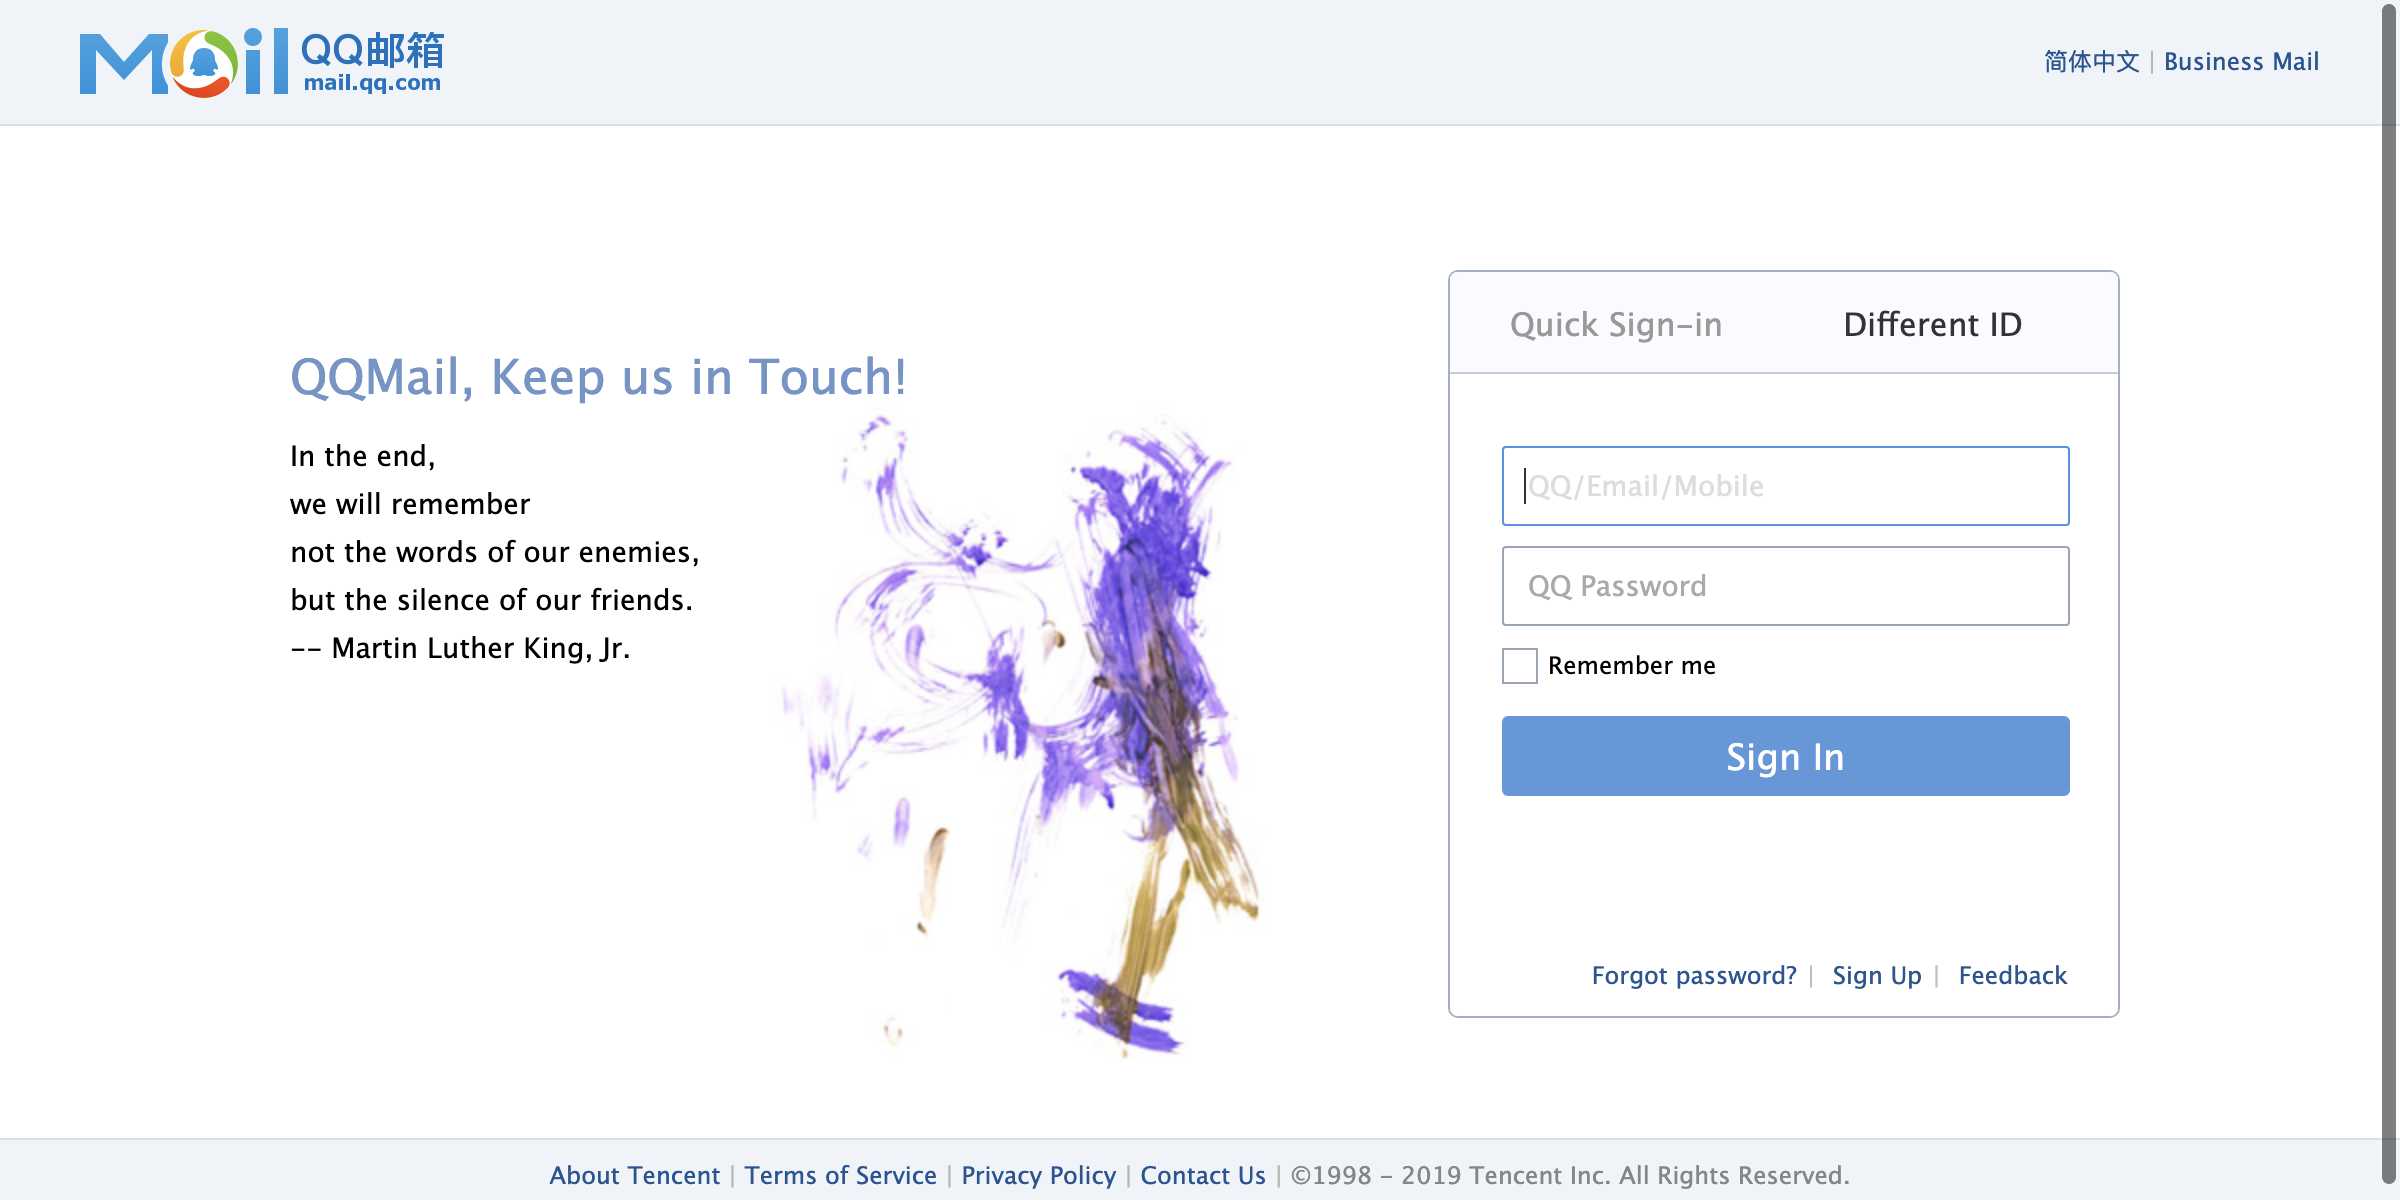 Mail QQ邮箱
mail.qq.com
简体中文 | Business Mail
QQMail, Keep us in Touch!
In the end,
we will remember
not the words of our enemies,
but the silence of our friends.
-- Martin Luther King, Jr.
Quick Sign-in Different ID
QQ/Email/Mobile
QQ Password
Remember me
Sign In
Forgot password? | Sign Up | Feedback
About Tencent | Terms of Service | Privacy Policy | Contact Us | ©1998 - 2019 Tencent Inc. All Rights Reserved.